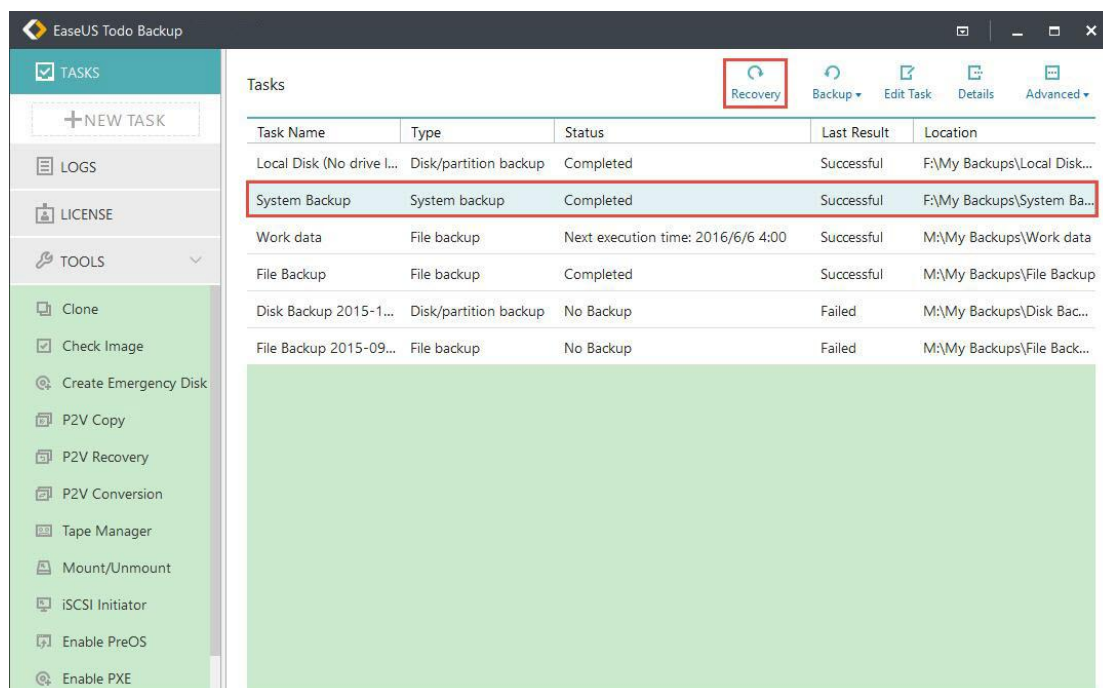 EaseUS Todo Backup
TASKS
NEW TASK
LOGS
LICENSE
TOOLS
Clone
Check Image
Create Emergency Disk
P2V Copy
P2V Recovery
P2V Conversion
Tape Manager
Mount/Unmount
iSCSI Initiator
Enable PreOS
Enable PXE
Tasks
Recovery Backup Edit Task Details Advanced
Task Name Type Status Last Result Location
Local Disk (No drive l... Disk/partition backup Completed Successful F:\My Backups\Local Disk...
System Backup System backup Completed Successful F:\My Backups\System Ba...
Work data File backup Next execution time: 2016/6/6 4:00 Successful M:\My Backups\Work data
File Backup File backup Completed Successful M:\My Backups\File Backup
Disk Backup 2015-1... Disk/partition backup No Backup Failed M:\My Backups\Disk Bac...
File Backup 2015-09... File backup No Backup Failed M:\My Backups\File Back...